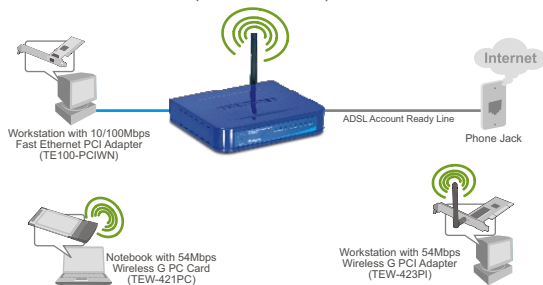 Internet
TRENDNET
ADSL Account Ready Line
Phone Jack
Workstation with 10/100Mbps
Fast Ethernet PCI Adapter
(TE100-PCIWN)
Notebook with 54Mbps
Wireless G PC Card
(TEW-421PC)
Workstation with 54Mbps
Wireless G PCI Adapter
(TEW-423PI)